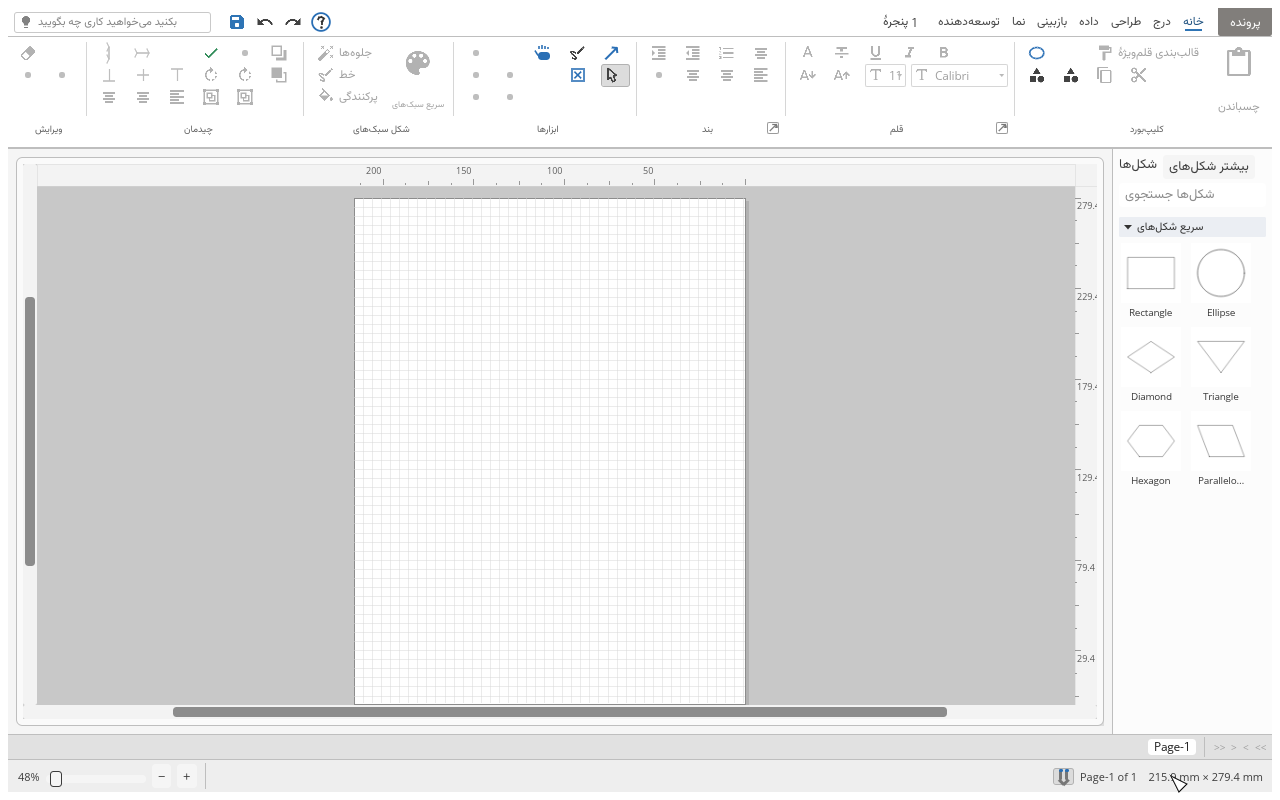 پرونده
خانه
درج
طراحی
داده
بازبینی
نما
توسعه‌دهنده
1 پنجرهٔ
بکنید می‌خواهید کاری چه بگویید
چسباندن
قالب‌بندی قلم‌ویژهٔ
کلیپ‌بورد
Calibri
11
قلم
بند
ابزارها
سریع سبک‌های
جلوه‌ها
خط
پرکنندگی
شکل سبک‌های
چیدمان
ویرایش
شکل‌ها
بیشتر شکل‌های
شکل‌ها جستجوی
سریع شکل‌های
Rectangle
Ellipse
Diamond
Triangle
Hexagon
Parallelo...
200
150
100
50
279.4
229.4
179.4
129.4
79.4
29.4
Page-1
>> > < <<
48%
Page-1 of 1
mm × 279.4 mm